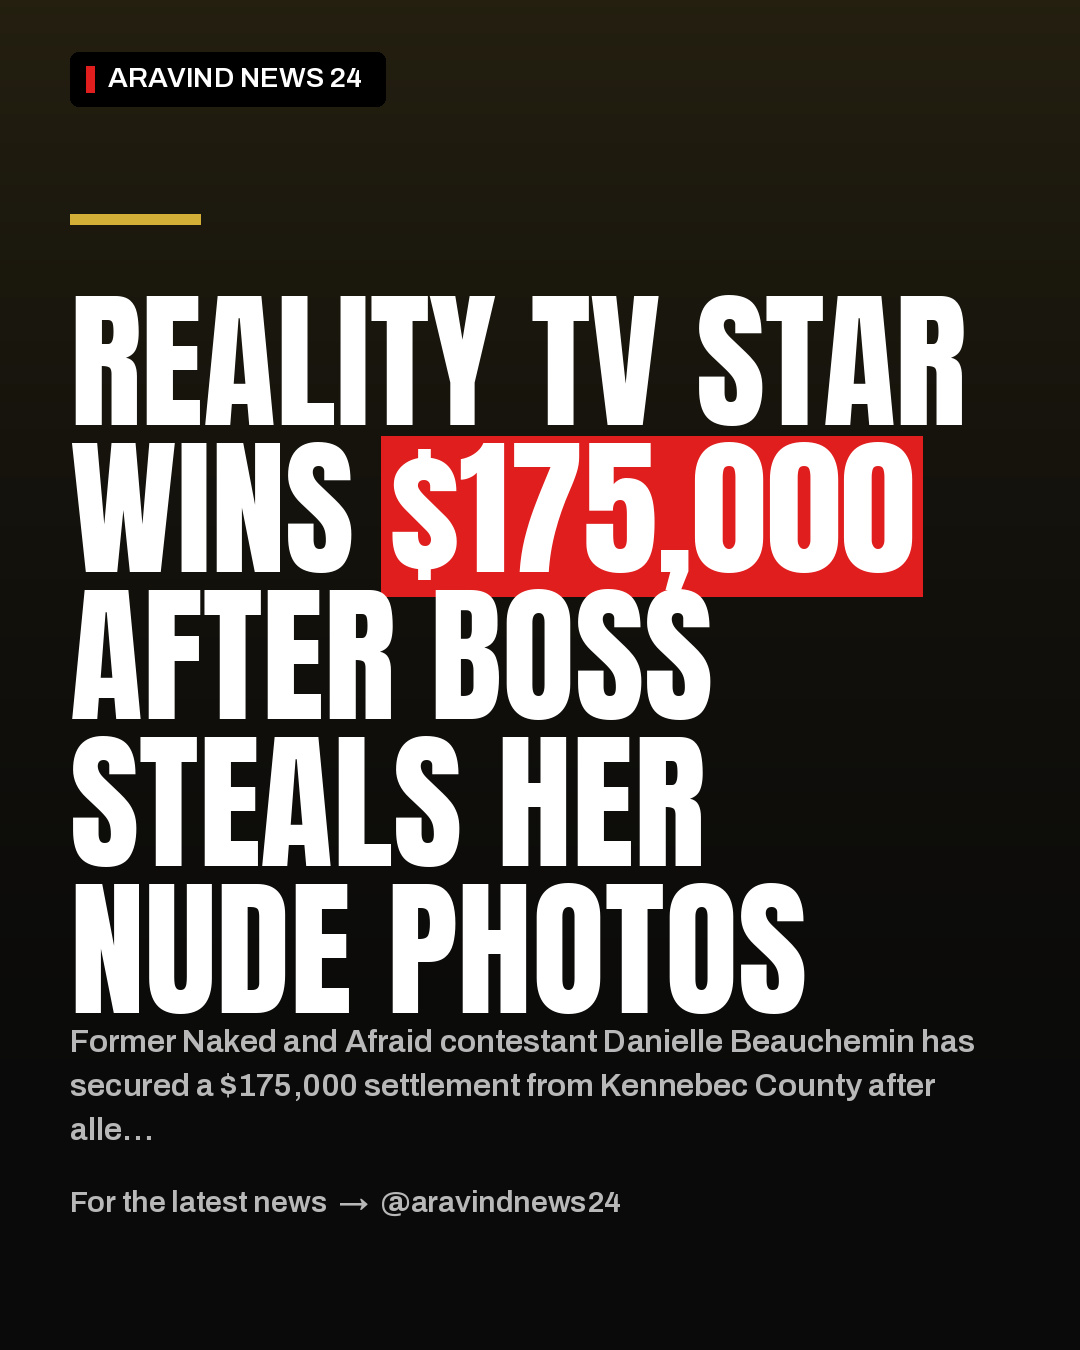 ARAVIND NEWS 24
REALITY TV STAR
WINS $175,000
AFTER BOSS
STEALS HER
NUDE PHOTOS
Former Naked and Afraid contestant Danielle Beauchemin has
secured a $175,000 settlement from Kennebec County after
alle...
For the latest news → @aravindnews24